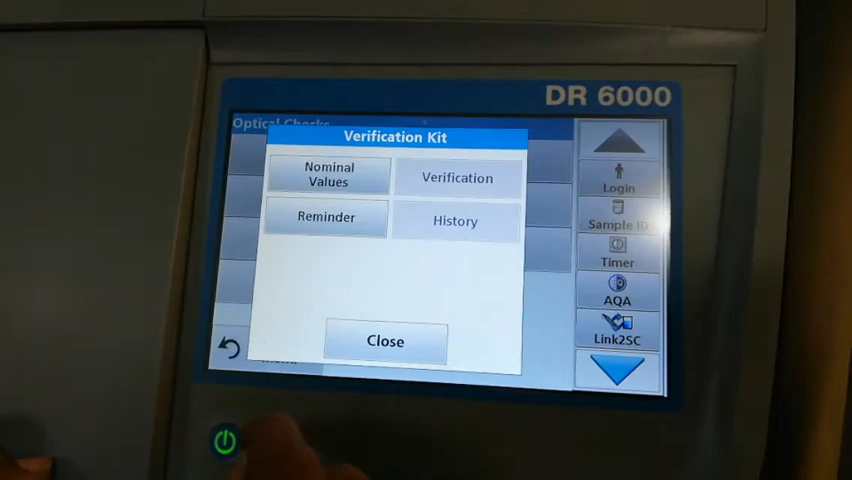 DR 6000
Optical Checks
Verification Kit
Nominal
Values
Verification
Reminder
History
Close
Login
Sample ID
Timer
AQA
Link2SC